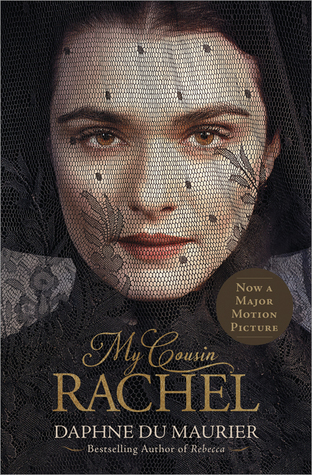 NOW A
MAJOR
MOTION
PICTURE
My Cousin
RACHEL
DAPHNE DU MAURIER
Bestselling Author of Rebecca